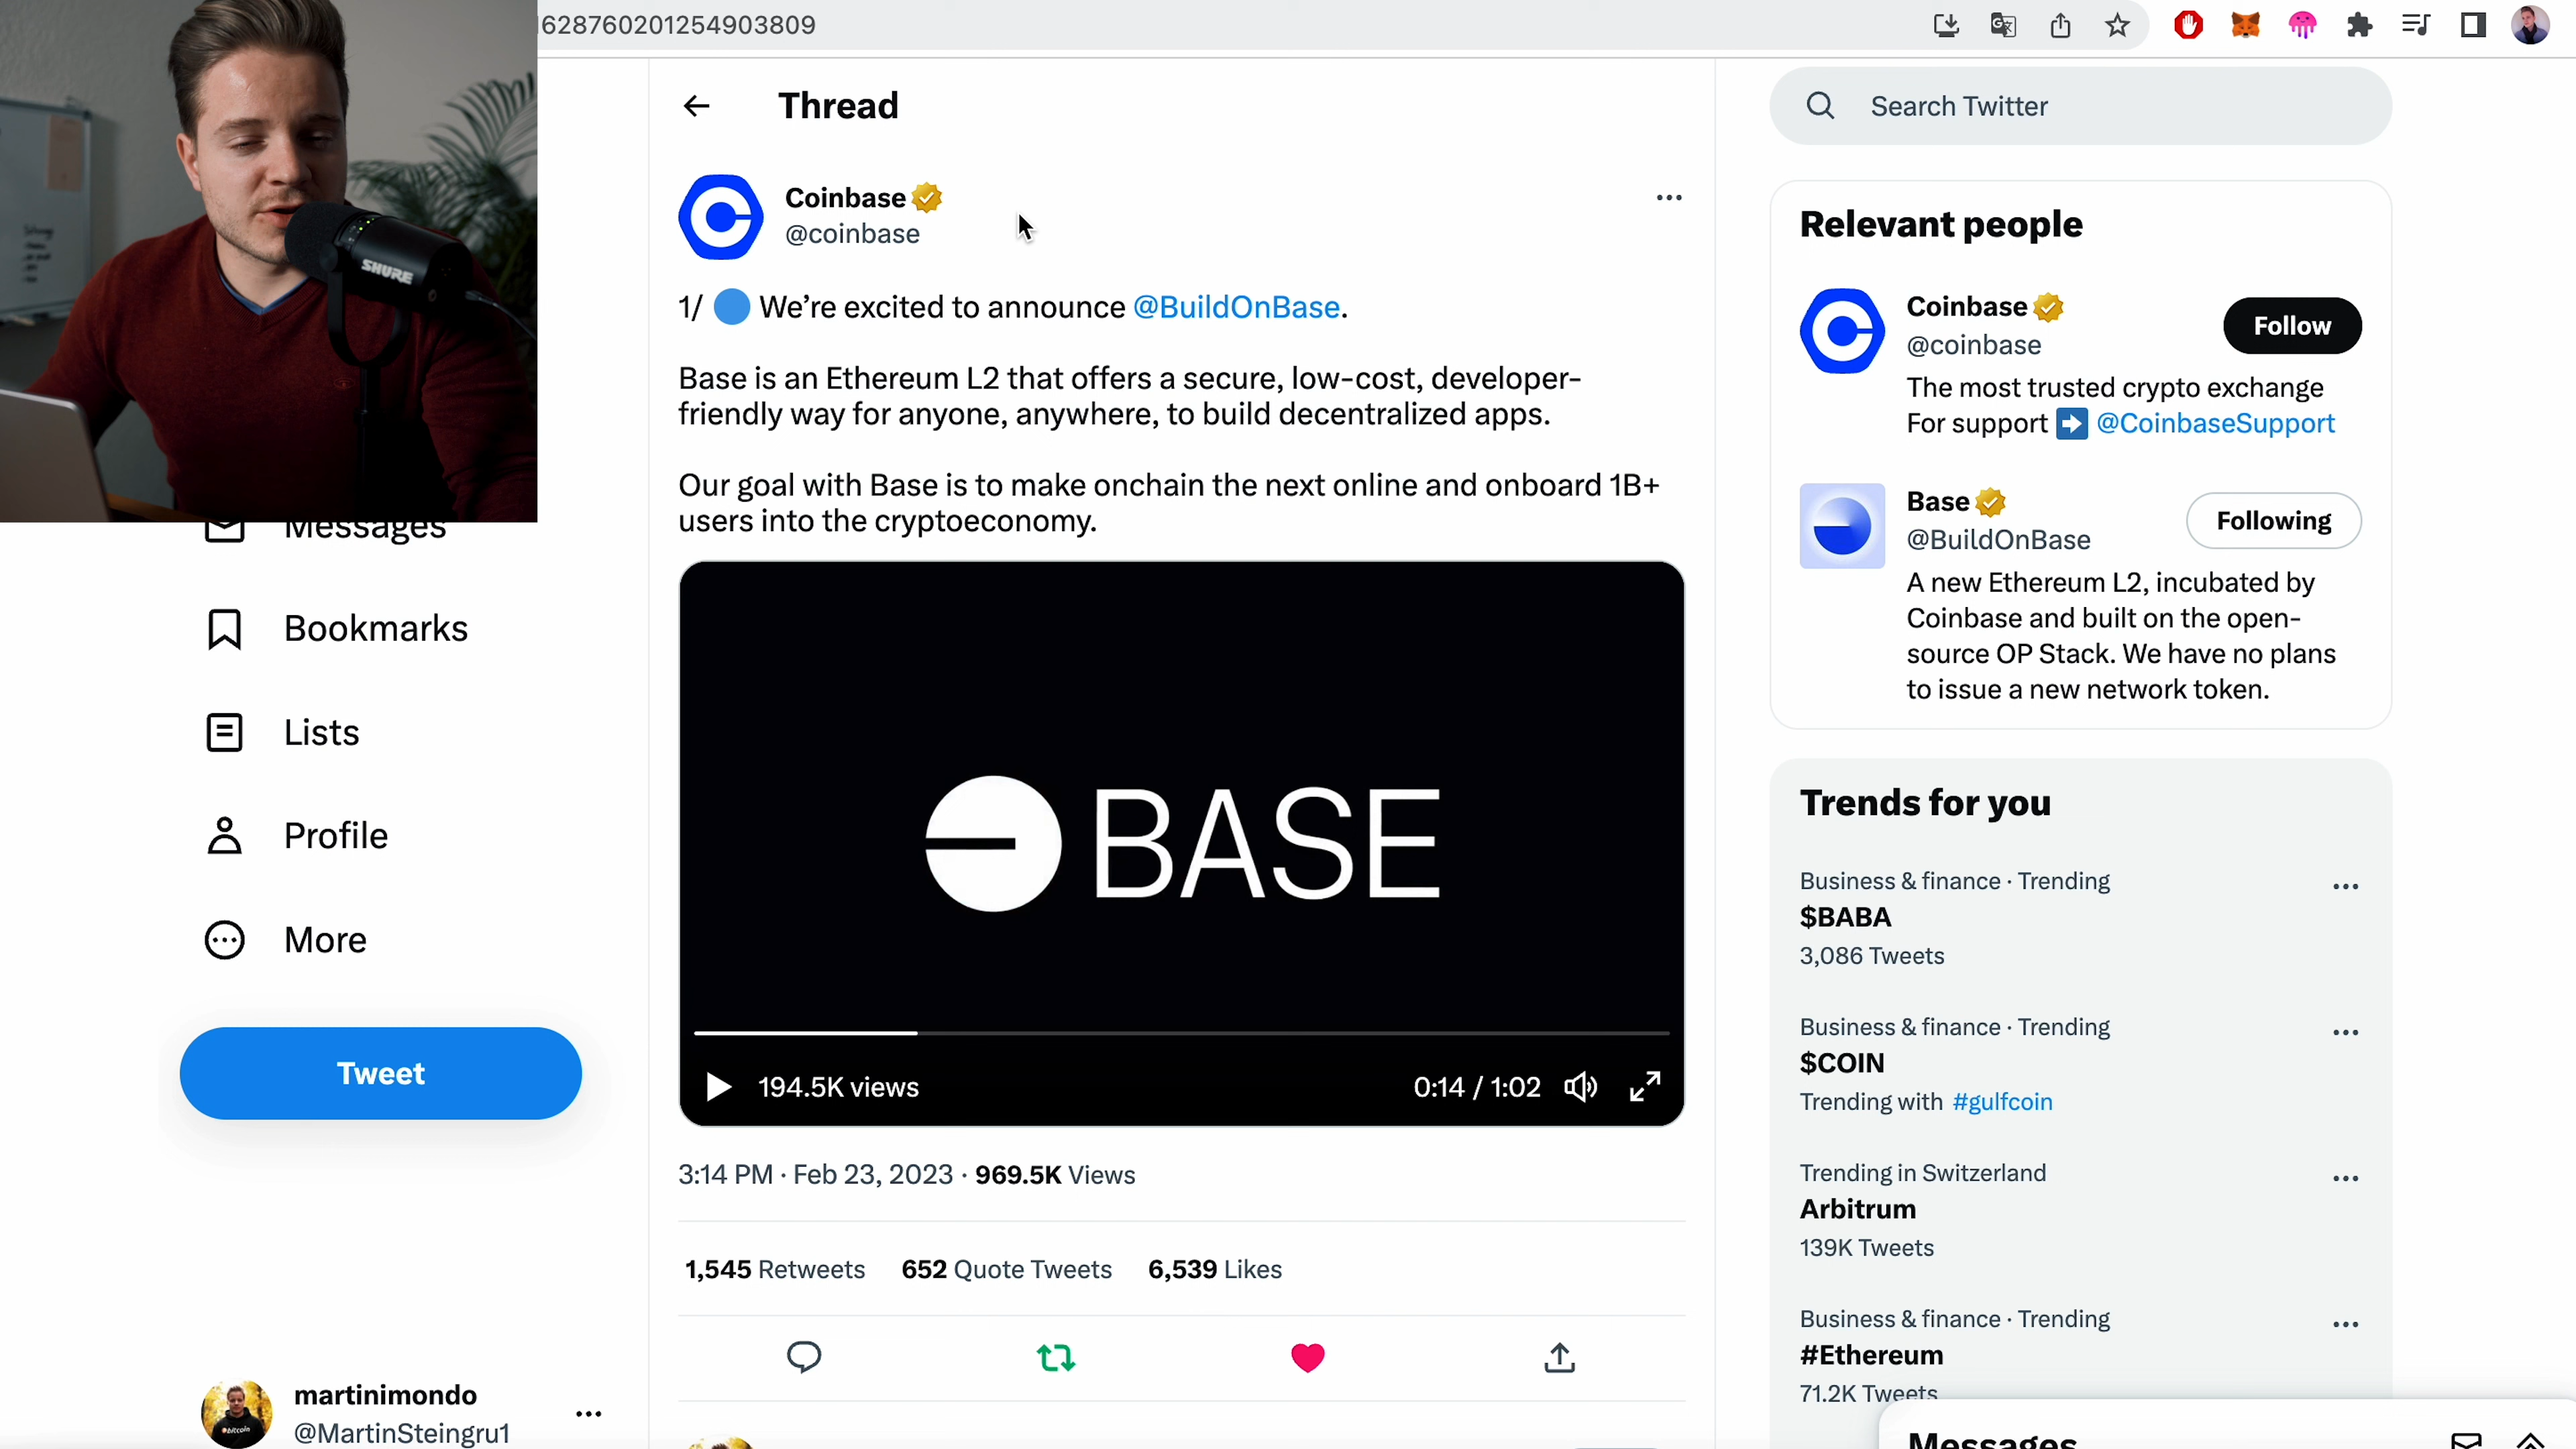 1628760201254903809
Thread
Search Twitter
Coinbase
@coinbase
1/ We're excited to announce @BuildOnBase.
Base is an Ethereum L2 that offers a secure, low-cost, developer-
friendly way for anyone, anywhere, to build decentralized apps.
Our goal with Base is to make onchain the next online and onboard 1B+
users into the cryptoeconomy.
BASE
194.5K views
0:14 / 1:02
3:14 PM · Feb 23, 2023 · 969.5K Views
1,545 Retweets 652 Quote Tweets 6,539 Likes
SHURE
Messages
Bookmarks
Lists
Profile
More
Tweet
martinimondo
@MartinSteingru1
Relevant people
Coinbase
@coinbase
Follow
The most trusted crypto exchange
For support @CoinbaseSupport
Base
@BuildOnBase
Following
A new Ethereum L2, incubated by
Coinbase and built on the open-
source OP Stack. We have no plans
to issue a new network token.
Trends for you
Business & finance · Trending
$BABA
3,086 Tweets
Business & finance · Trending
$COIN
Trending with #gulfcoin
Trending in Switzerland
Arbitrum
139K Tweets
Business & finance · Trending
#Ethereum
71.2K Tweets
Messages